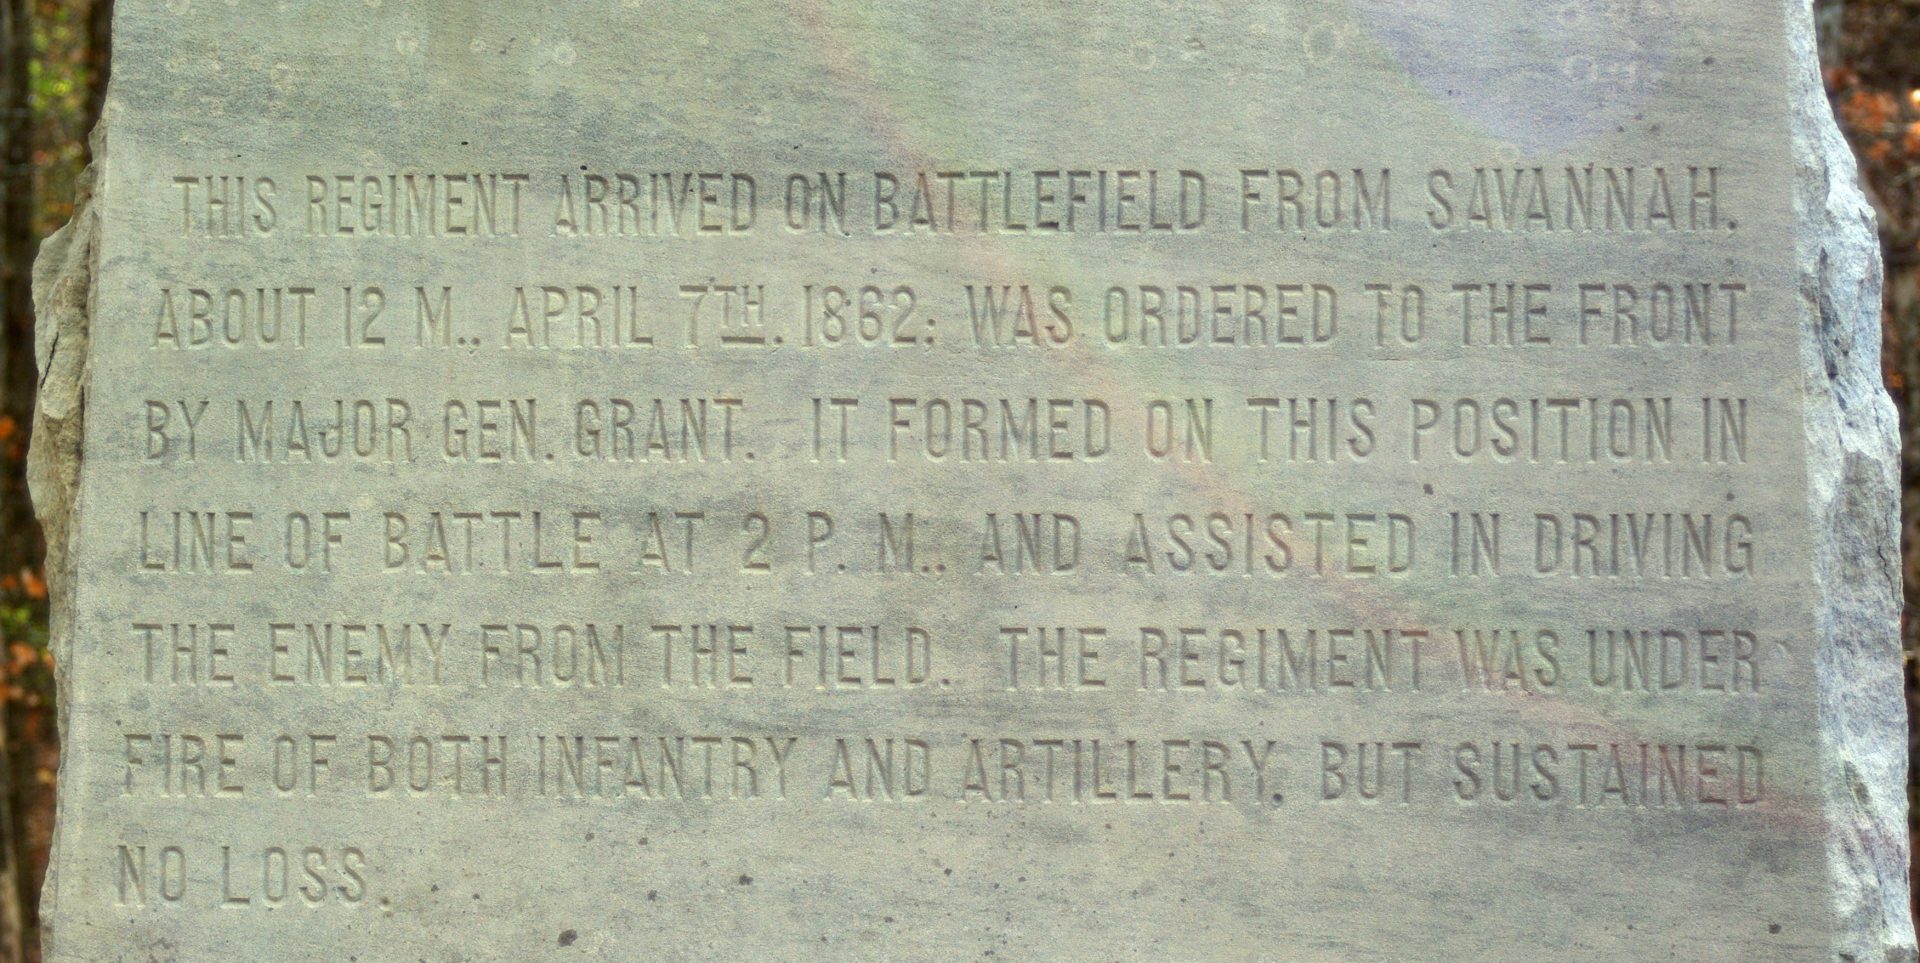 THIS REGIMENT ARRIVED ON BATTLEFIELD FROM SAVANNAH,
ABOUT 12 M., APRIL 7TH, 1862; WAS ORDERED TO THE FRONT
BY MAJOR GEN. GRANT. IT FORMED ON THIS POSITION IN
LINE OF BATTLE AT 2 P. M., AND ASSISTED IN DRIVING
THE ENEMY FROM THE FIELD. THE REGIMENT WAS UNDER
FIRE OF BOTH INFANTRY AND ARTILLERY, BUT SUSTAINED
NO LOSS.